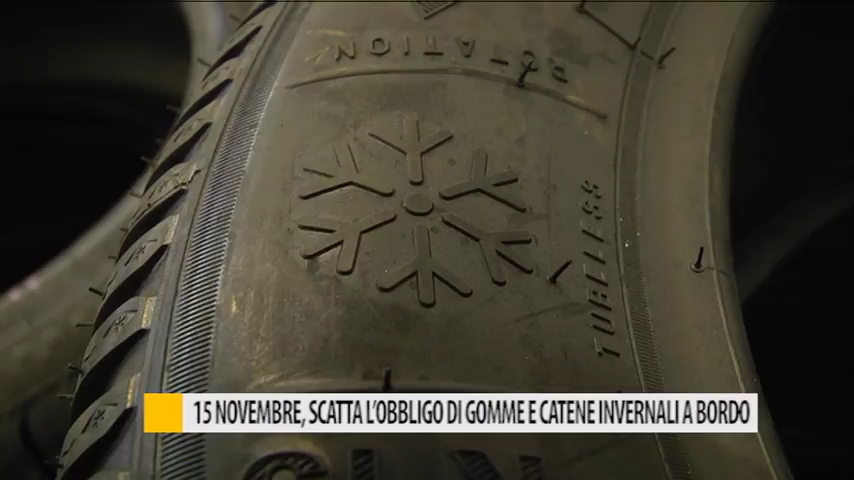 ROTATION
TUBELESS
15 NOVEMBRE, SCATTA L'OBBLIGO DI GOMME E CATENE INVERNALI A BORDO